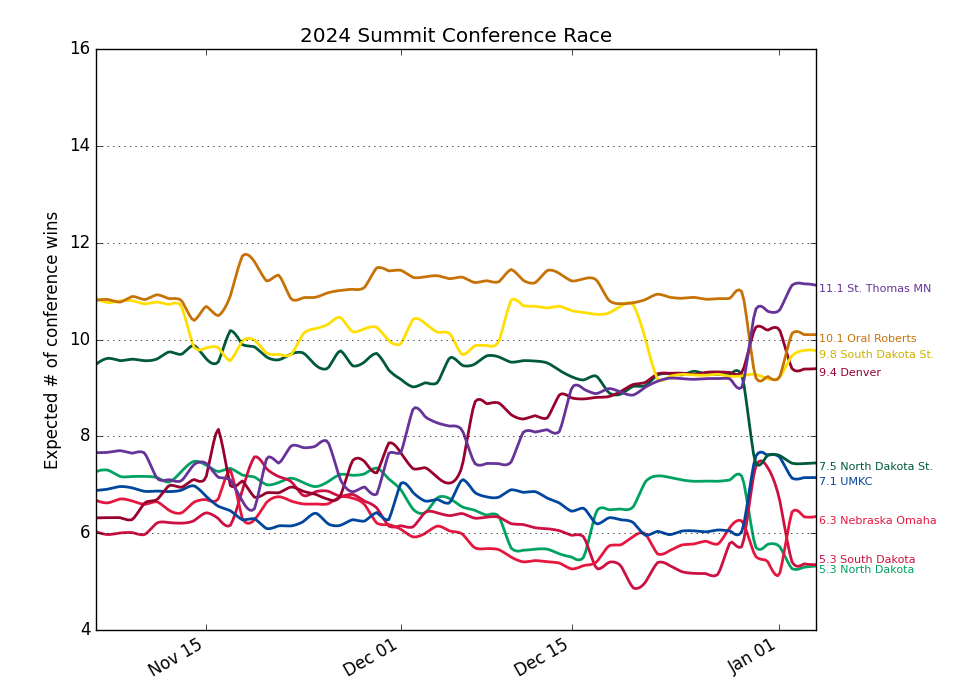 2024 Summit Conference Race
Expected # of conference wins
16
14
12
10
8
6
4
Nov 15
Dec 01
Dec 15
Jan 01
11.1 St. Thomas MN
10.1 Oral Roberts
9.8 South Dakota St.
9.4 Denver
7.5 North Dakota St.
7.1 UMKC
6.3 Nebraska Omaha
5.3 South Dakota
5.3 North Dakota